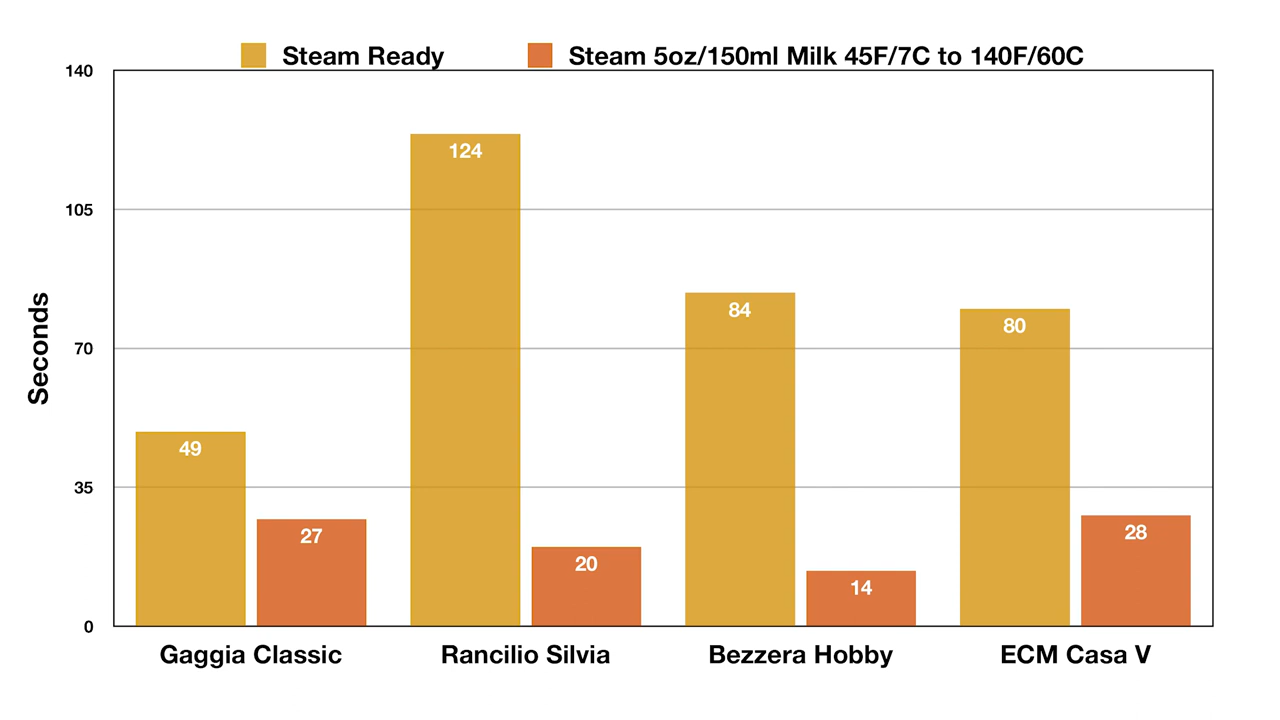 Steam Ready
Steam 5oz/150ml Milk 45F/7C to 140F/60C
140
105
70
35
0
Seconds
49
27
124
20
84
14
80
28
Gaggia Classic
Rancilio Silvia
Bezzera Hobby
ECM Casa V